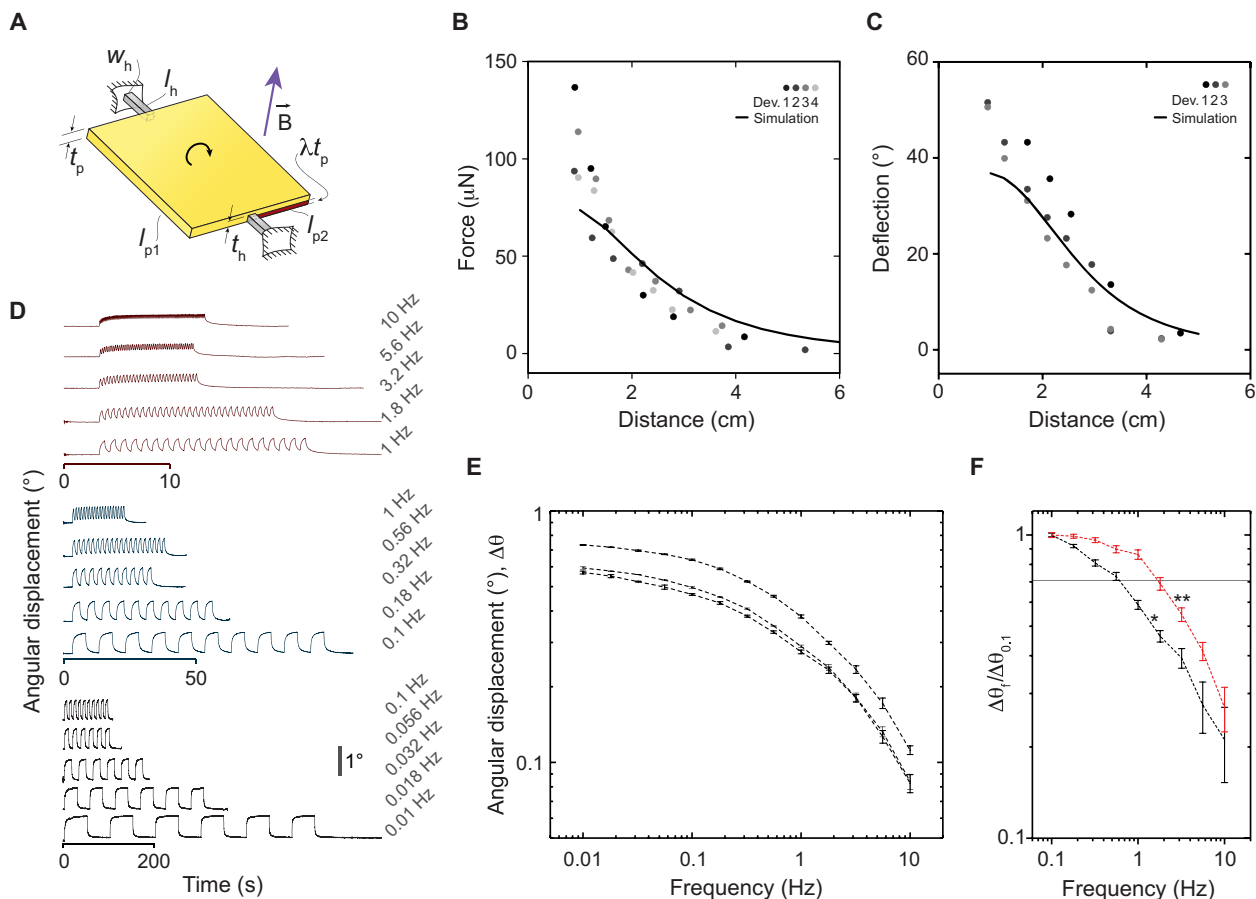 A
w_h
l_h
B
t_p
λt_p
l_p1
t_h
l_p2
B
150
100
50
0
Force (μN)
Dev. 1 2 3 4
Simulation
0 2 4 6
Distance (cm)
C
60
40
20
0
Deflection (°)
Dev. 1 2 3
Simulation
0 2 4 6
Distance (cm)
D
Angular displacement (°)
10 Hz
5.6 Hz
3.2 Hz
1.8 Hz
1 Hz
0 10
1 Hz
0.56 Hz
0.32 Hz
0.18 Hz
0.1 Hz
0 50
0.1 Hz
0.056 Hz
0.032 Hz
0.018 Hz
0.01 Hz
1°
0 200
Time (s)
E
1
0.1
Angular displacement (°), Δθ
0.01 0.1 1 10
Frequency (Hz)
F
1
0.1
Δθ_f/Δθ_0.1
*
**
0.1 1 10
Frequency (Hz)